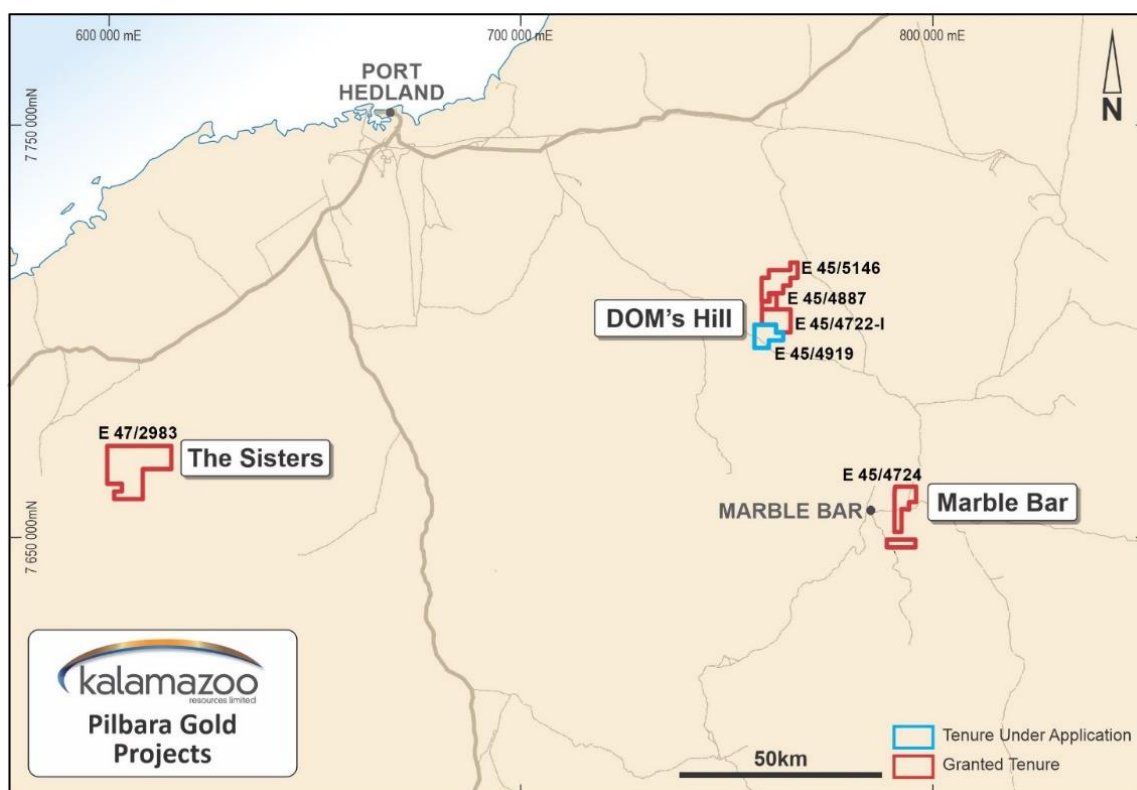 600 000 mE
700 000 mE
800 000 mE
PORT
HEDLAND
N
7 750 000mN
E 45/5146
E 45/4887
DOM's Hill
E 45/4722-I
E 45/4919
E 47/2983
The Sisters
E 45/4724
MARBLE BAR
Marble Bar
7 650 000mN
kalamazoo
resources limited
Pilbara Gold
Projects
50km
Tenure Under Application
Granted Tenure